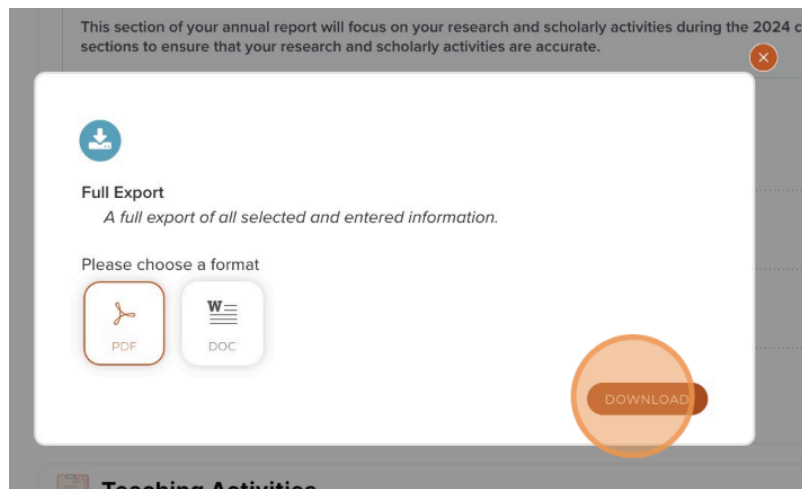 This section of your annual report will focus on your research and scholarly activities during the 2024 c
sections to ensure that your research and scholarly activities are accurate.
Full Export
A full export of all selected and entered information.
Please choose a format
W
PDF
DOC
DOWNLOAD
Teaching Activities